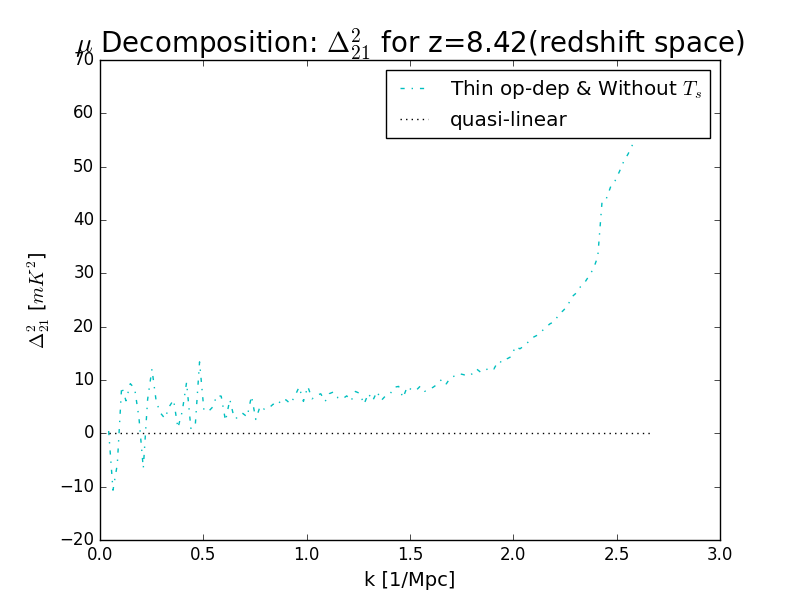 μ Decomposition: Δ²₂₁ for z=8.42(redshift space)
70
60
50
40
30
20
10
0
−10
−20
Δ²₂₁ [mK²]
Thin op-dep & Without Tₛ
quasi-linear
0.0 0.5 1.0 1.5 2.0 2.5 3.0
k [1/Mpc]